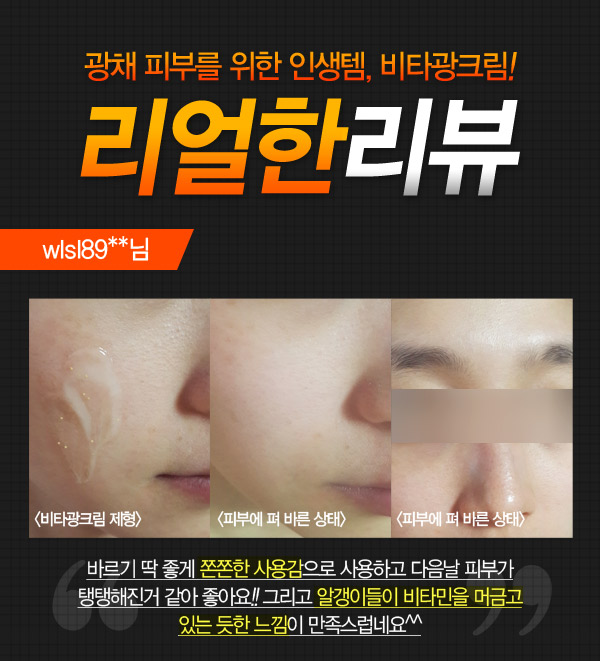 광채 피부를 위한 인생템, 비타광크림!
리얼한리뷰
wlsl89**님
<비타광크림 제형>
<피부에 펴 바른 상태>
<피부에 펴 바른 상태>
바르기 딱 좋게 쫀쫀한 사용감으로 사용하고 다음날 피부가
탱탱해진거 같아 좋아요!! 그리고 알갱이들이 비타민을 머금고
있는 듯한 느낌이 만족스럽네요^^